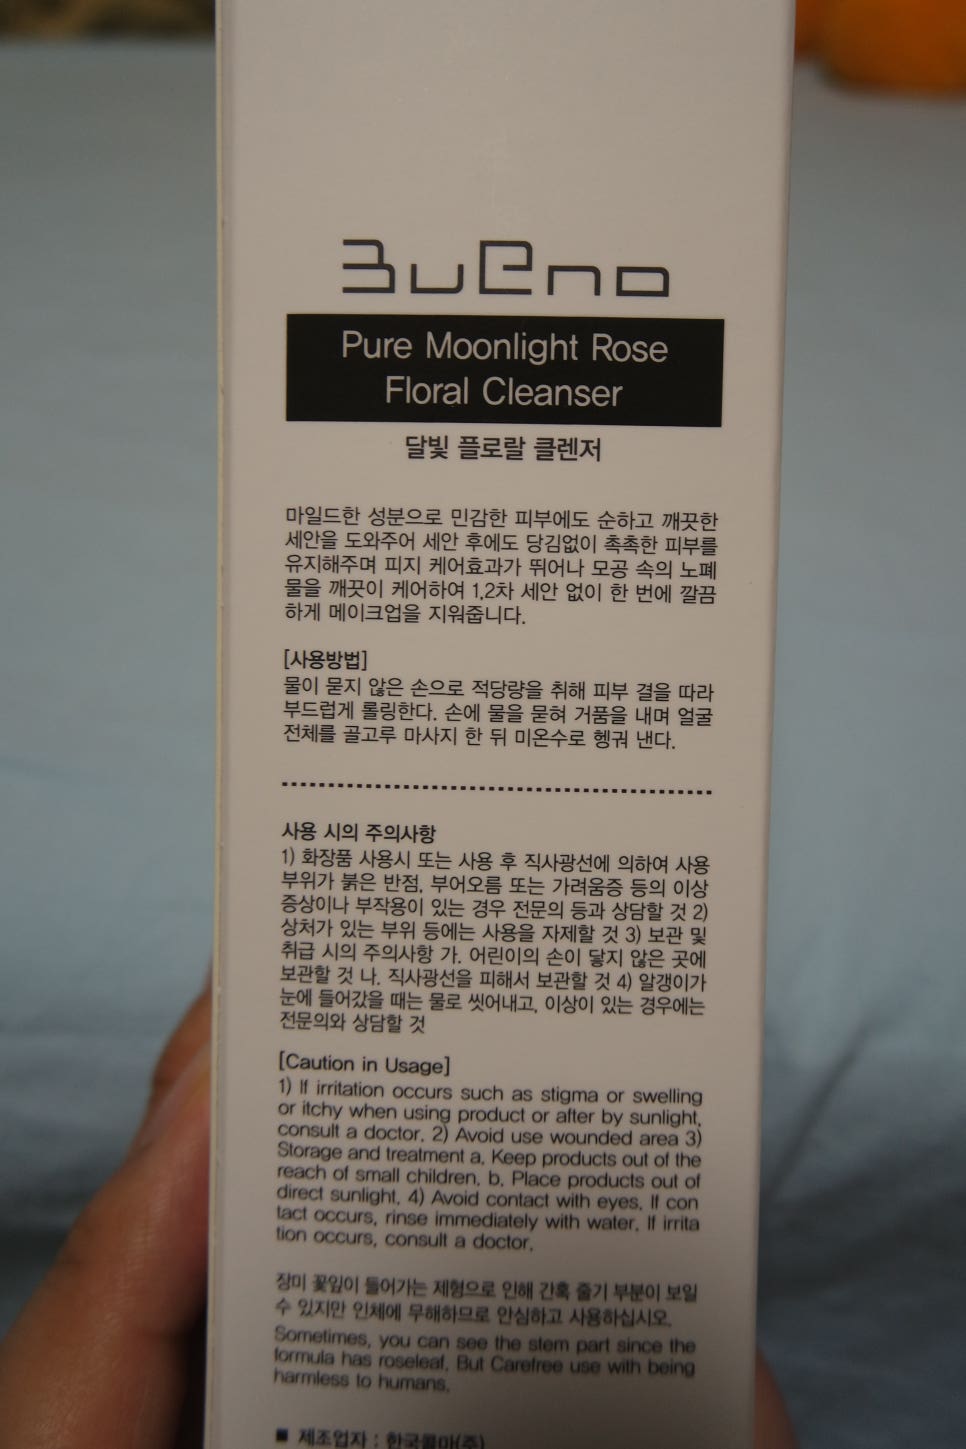 Bueno
Pure Moonlight Rose
Floral Cleanser
달빛 플로랄 클렌저
마일드한 성분으로 민감한 피부에도 순하고 깨끗한
세안을 도와주어 세안 후에도 당김없이 촉촉한 피부를
유지해주며 피지 케어효과가 뛰어나 모공 속의 노폐
물을 깨끗이 케어하여 1,2차 세안 없이 한 번에 깔끔
하게 메이크업을 지워줍니다.
[사용방법]
물이 묻지 않은 손으로 적당량을 취해 피부 결을 따라
부드럽게 롤링한다. 손에 물을 묻혀 거품을 내며 얼굴
전체를 골고루 마사지 한 뒤 미온수로 헹궈 낸다.
사용 시의 주의사항
1) 화장품 사용시 또는 사용 후 직사광선에 의하여 사용
부위가 붉은 반점, 부어오름 또는 가려움증 등의 이상
증상이나 부작용이 있는 경우 전문의 등과 상담할 것 2)
상처가 있는 부위 등에는 사용을 자제할 것 3) 보관 및
취급 시의 주의사항 가. 어린이의 손이 닿지 않은 곳에
보관할 것 나. 직사광선을 피해서 보관할 것 4) 알갱이가
눈에 들어갔을 때는 물로 씻어내고, 이상이 있는 경우에는
전문의와 상담할 것
[Caution in Usage]
1) If irritation occurs such as stigma or swelling
or itchy when using product or after by sunlight,
consult a doctor. 2) Avoid use wounded area 3)
Storage and treatment a. Keep products out of the
reach of small children. b. Place products out of
direct sunlight. 4) Avoid contact with eyes. If con
tact occurs, rinse immediately with water. If irrita
tion occurs, consult a doctor.
장미 꽃잎이 들어가는 제형으로 인해 간혹 줄기 부분이 보일
수 있지만 인체에 무해하므로 안심하고 사용하십시오.
Sometimes, you can see the stem part since the
formula has roseleaf. But Carefree use with being
harmless to humans.
■ 제조업자 : 한국콜마(주)